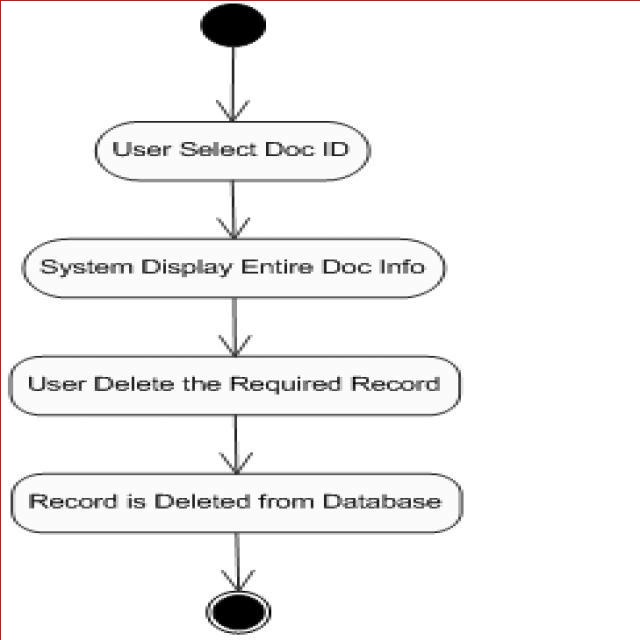 User Select Doc ID
System Display Entire Doc Info
User Delete the Required Record
Record is Deleted from Database